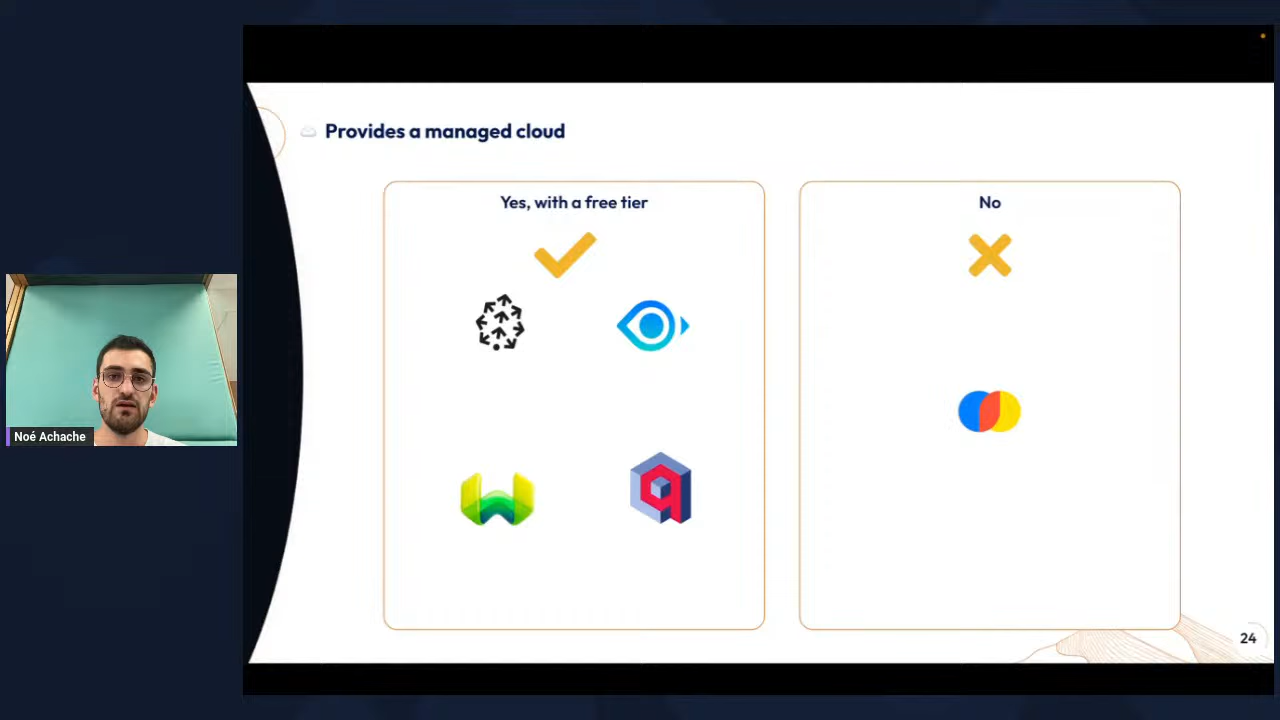 Provides a managed cloud
Yes, with a free tier
No
Noé Achache
24